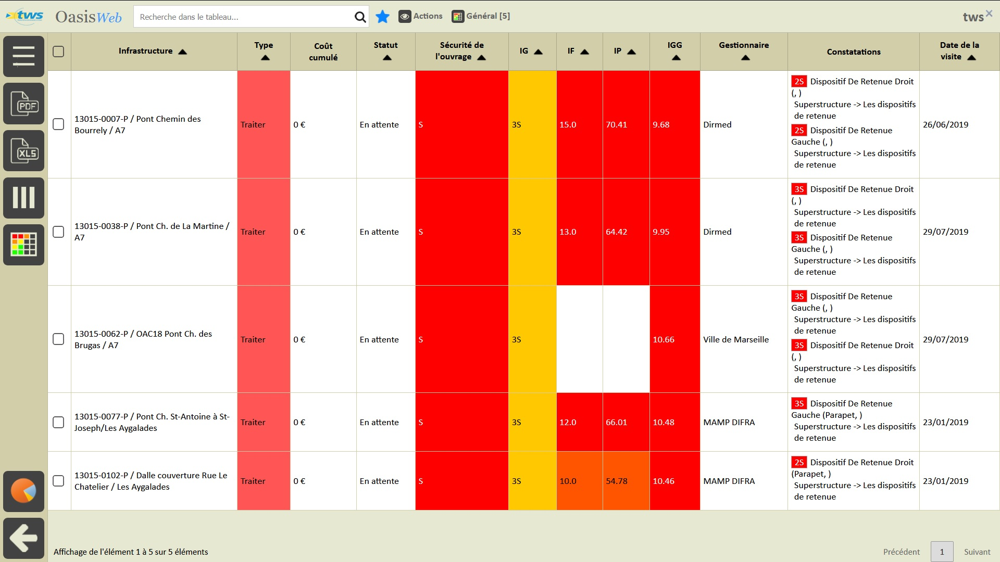 tws
OasisWeb
Recherche dans le tableau...
Actions
Général [5]
tws
Infrastructure
Type
Coût
cumulé
Statut
Sécurité de
l'ouvrage
IG
IF
IP
IGG
Gestionnaire
Constatations
Date de la
visite
PDF
XLS
13015-0007-P / Pont Chemin des
Bourrely / A7
Traiter
0 €
En attente
S
3S
15.0
70.41
9.68
Dirmed
2S Dispositif De Retenue Droit
(, )
Superstructure -> Les dispositifs
de retenue
2S Dispositif De Retenue
Gauche (, )
Superstructure -> Les dispositifs
de retenue
26/06/2019
13015-0038-P / Pont Ch. de La Martine /
A7
Traiter
0 €
En attente
S
3S
13.0
64.42
9.95
Dirmed
3S Dispositif De Retenue Droit
(, )
Superstructure -> Les dispositifs
de retenue
3S Dispositif De Retenue
Gauche (, )
Superstructure -> Les dispositifs
de retenue
29/07/2019
13015-0062-P / OAC18 Pont Ch. des
Brugas / A7
Traiter
0 €
En attente
S
3S
10.66
Ville de Marseille
3S Dispositif De Retenue
Gauche (, )
Superstructure -> Les dispositifs
de retenue
3S Dispositif De Retenue Droit
(, )
Superstructure -> Les dispositifs
de retenue
29/07/2019
13015-0077-P / Pont Ch. St-Antoine à St-
Joseph/Les Aygalades
Traiter
0 €
En attente
S
3S
12.0
66.01
10.48
MAMP DIFRA
3S Dispositif De Retenue
Gauche (Parapet, )
Superstructure -> Les dispositifs
de retenue
23/01/2019
13015-0102-P / Dalle couverture Rue Le
Chatelier / Les Aygalades
Traiter
0 €
En attente
S
3S
10.0
54.78
10.46
MAMP DIFRA
2S Dispositif De Retenue Droit
(Parapet, )
Superstructure -> Les dispositifs
de retenue
23/01/2019
Affichage de l'élément 1 à 5 sur 5 éléments
Précédent
1
Suivant